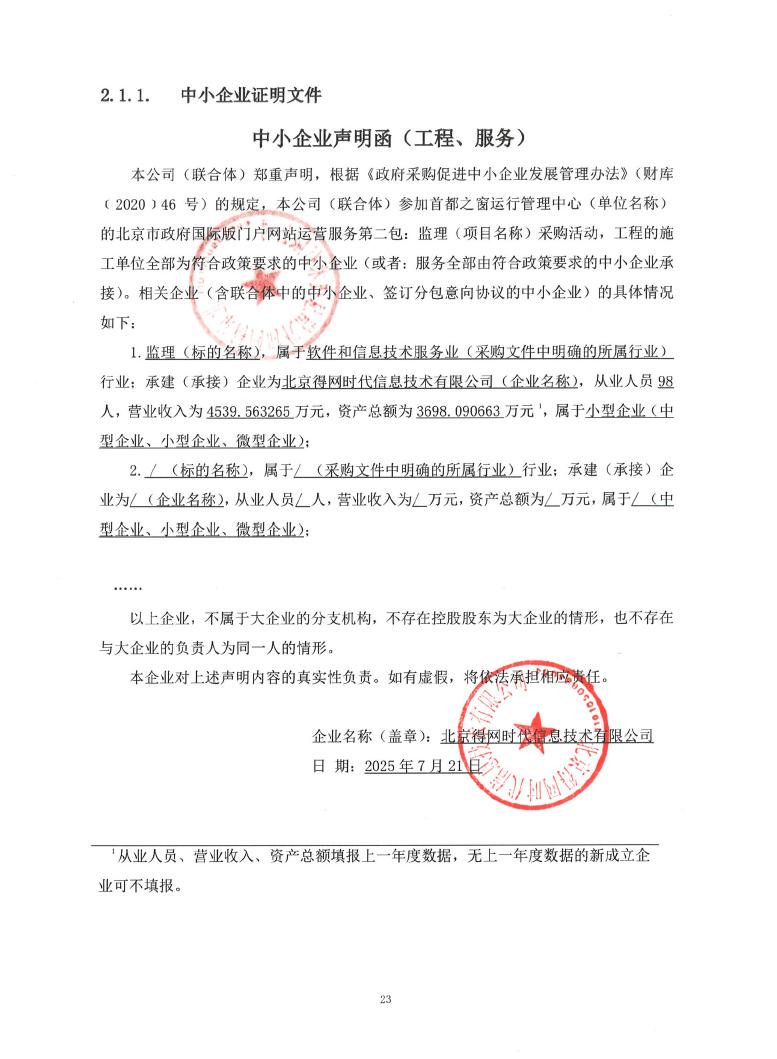 2.1.1. 中小企业证明文件
中小企业声明函（工程、服务）
本公司（联合体）郑重声明，根据《政府采购促进中小企业发展管理办法》（财库
﹝2020﹞46 号）的规定，本公司（联合体）参加首都之窗运行管理中心（单位名称）
的北京市政府国际版门户网站运营服务第二包：监理（项目名称）采购活动，工程的施
工单位全部为符合政策要求的中小企业（或者：服务全部由符合政策要求的中小企业承
接）。相关企业（含联合体中的中小企业、签订分包意向协议的中小企业）的具体情况
如下：
1.监理（标的名称），属于软件和信息技术服务业（采购文件中明确的所属行业）
行业；承建（承接）企业为北京得网时代信息技术有限公司（企业名称），从业人员 98
人，营业收入为 4539.563265 万元，资产总额为 3698.090663 万元¹，属于小型企业（中
型企业、小型企业、微型企业）；
2. / （标的名称），属于/ （采购文件中明确的所属行业）行业；承建（承接）企
业为/ （企业名称），从业人员/ 人，营业收入为/ 万元，资产总额为/ 万元，属于/ （中
型企业、小型企业、微型企业）；
……
以上企业，不属于大企业的分支机构，不存在控股股东为大企业的情形，也不存在
与大企业的负责人为同一人的情形。
本企业对上述声明内容的真实性负责。如有虚假，将依法承担相应责任。
企业名称（盖章）：北京得网时代信息技术有限公司
日 期：2025 年 7 月 21 日
¹从业人员、营业收入、资产总额填报上一年度数据，无上一年度数据的新成立企
业可不填报。
23